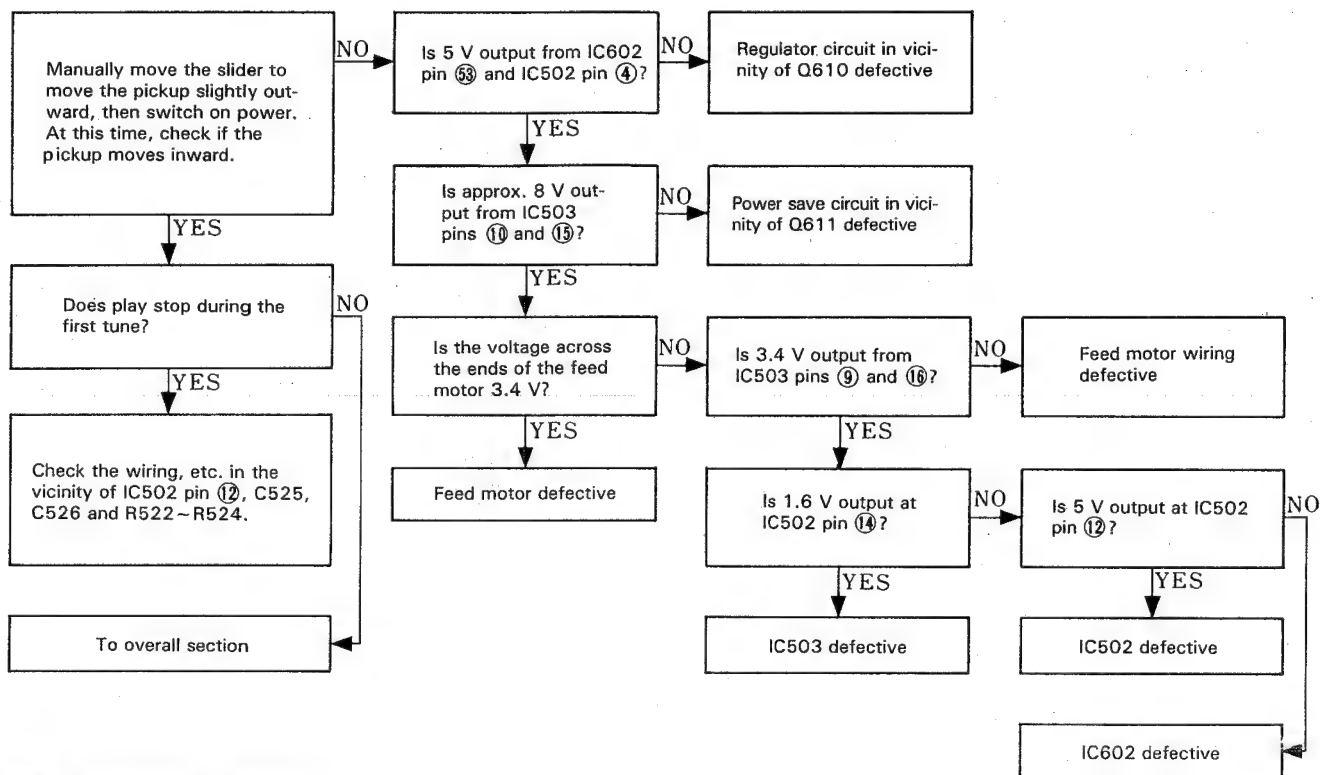 Manually move the slider to
move the pickup slightly out-
ward, then switch on power.
At this time, check if the
pickup moves inward.
NO
Is 5 V output from IC602
pin ㊼53 and IC502 pin ④?
NO
Regulator circuit in vici-
nity of Q610 defective
YES
Is approx. 8 V out-
put from IC503
pins ⑩ and ⑮?
NO
Power save circuit in vici-
nity of Q611 defective
YES
YES
Does play stop during the
first tune?
NO
Is the voltage across
the ends of the feed
motor 3.4 V?
NO
Is 3.4 V output from
IC503 pins ⑨ and ⑯?
NO
Feed motor wiring
defective
YES
YES
YES
Check the wiring, etc. in the
vicinity of IC502 pin ⑫, C525,
C526 and R522~R524.
Feed motor defective
Is 1.6 V output at
IC502 pin ⑭?
NO
Is 5 V output at IC502
pin ⑫?
NO
YES
YES
To overall section
IC503 defective
IC502 defective
IC602 defective